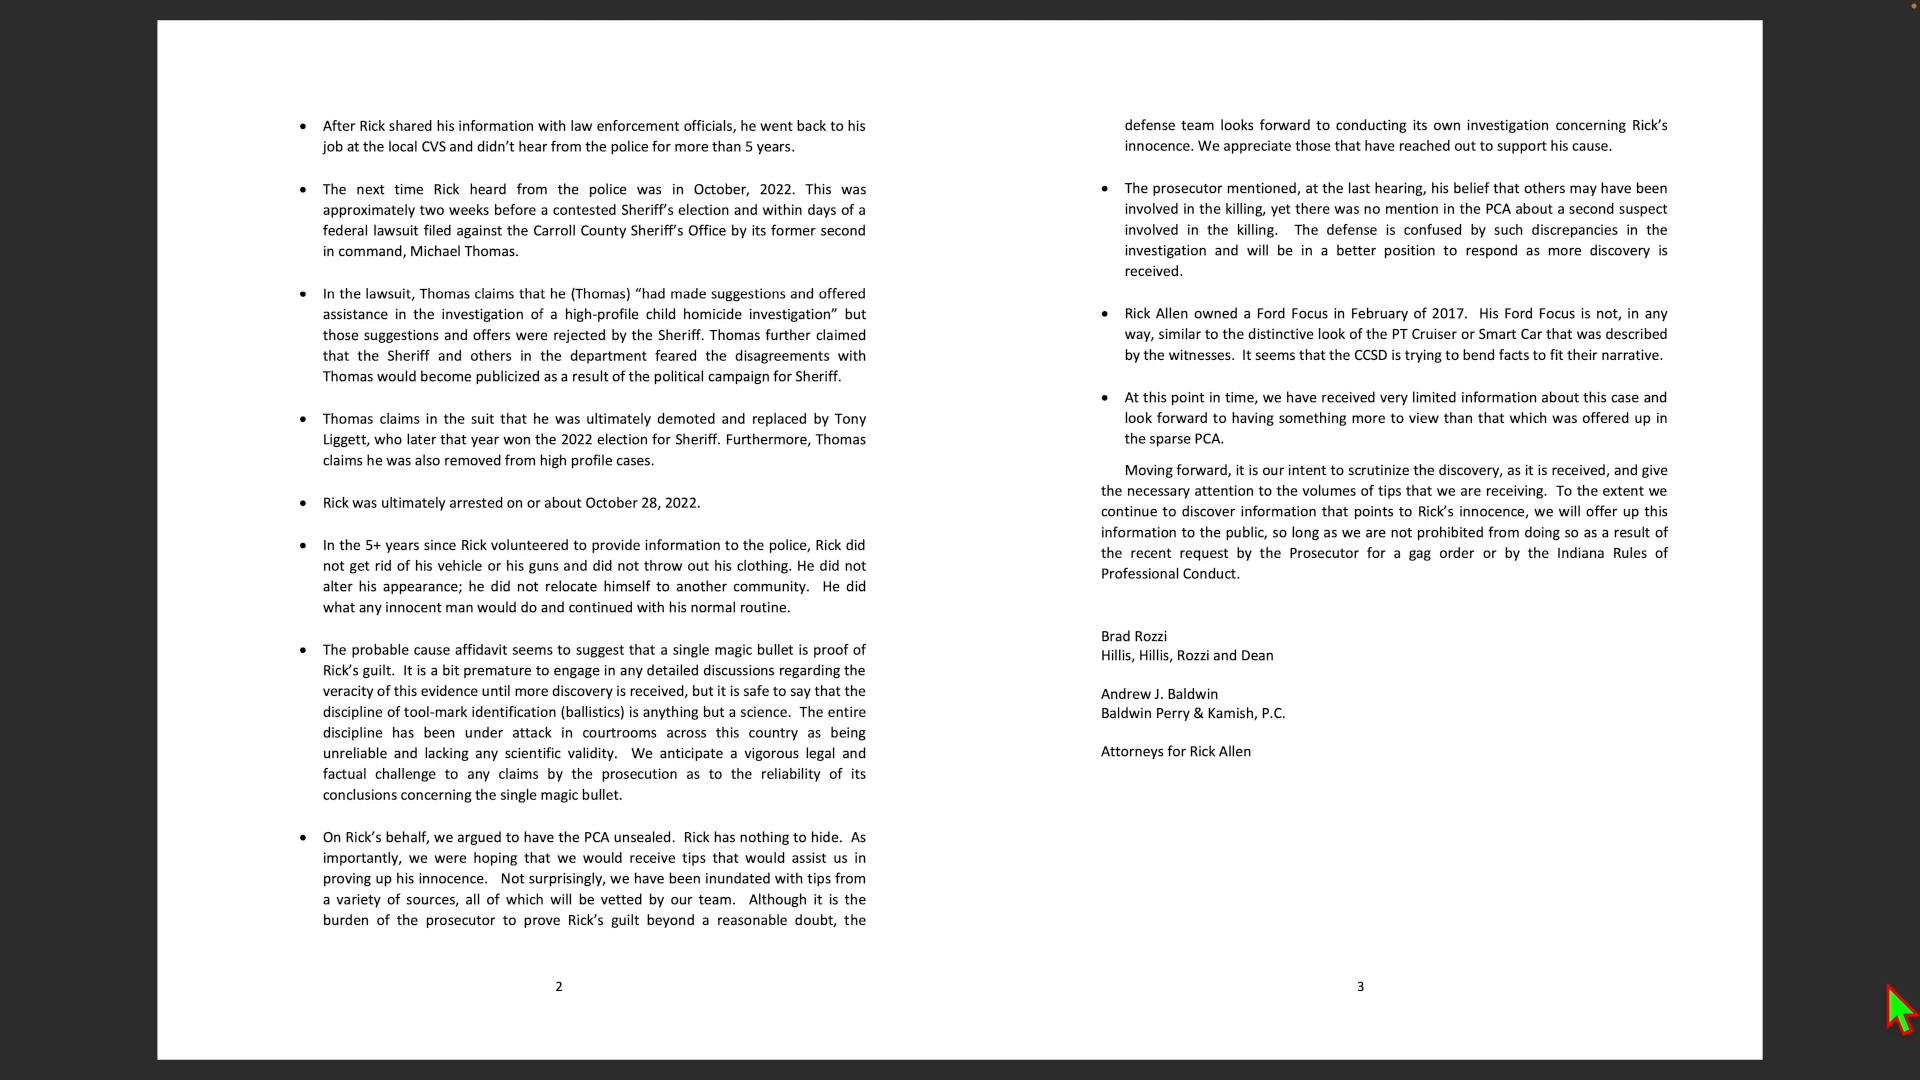 • After Rick shared his information with law enforcement officials, he went back to his
job at the local CVS and didn’t hear from the police for more than 5 years.
• The next time Rick heard from the police was in October, 2022. This was
approximately two weeks before a contested Sheriff’s election and within days of a
federal lawsuit filed against the Carroll County Sheriff’s Office by its former second
in command, Michael Thomas.
• In the lawsuit, Thomas claims that he (Thomas) “had made suggestions and offered
assistance in the investigation of a high-profile child homicide investigation” but
those suggestions and offers were rejected by the Sheriff. Thomas further claimed
that the Sheriff and others in the department feared the disagreements with
Thomas would become publicized as a result of the political campaign for Sheriff.
• Thomas claims in the suit that he was ultimately demoted and replaced by Tony
Liggett, who later that year won the 2022 election for Sheriff. Furthermore, Thomas
claims he was also removed from high profile cases.
• Rick was ultimately arrested on or about October 28, 2022.
• In the 5+ years since Rick volunteered to provide information to the police, Rick did
not get rid of his vehicle or his guns and did not throw out his clothing. He did not
alter his appearance; he did not relocate himself to another community. He did
what any innocent man would do and continued with his normal routine.
• The probable cause affidavit seems to suggest that a single magic bullet is proof of
Rick’s guilt. It is a bit premature to engage in any detailed discussions regarding the
veracity of this evidence until more discovery is received, but it is safe to say that the
discipline of tool-mark identification (ballistics) is anything but a science. The entire
discipline has been under attack in courtrooms across this country as being
unreliable and lacking any scientific validity. We anticipate a vigorous legal and
factual challenge to any claims by the prosecution as to the reliability of its
conclusions concerning the single magic bullet.
• On Rick’s behalf, we argued to have the PCA unsealed. Rick has nothing to hide. As
importantly, we were hoping that we would receive tips that would assist us in
proving up his innocence. Not surprisingly, we have been inundated with tips from
a variety of sources, all of which will be vetted by our team. Although it is the
burden of the prosecutor to prove Rick’s guilt beyond a reasonable doubt, the
2
defense team looks forward to conducting its own investigation concerning Rick’s
innocence. We appreciate those that have reached out to support his cause.
• The prosecutor mentioned, at the last hearing, his belief that others may have been
involved in the killing, yet there was no mention in the PCA about a second suspect
involved in the killing. The defense is confused by such discrepancies in the
investigation and will be in a better position to respond as more discovery is
received.
• Rick Allen owned a Ford Focus in February of 2017. His Ford Focus is not, in any
way, similar to the distinctive look of the PT Cruiser or Smart Car that was described
by the witnesses. It seems that the CCSD is trying to bend facts to fit their narrative.
• At this point in time, we have received very limited information about this case and
look forward to having something more to view than that which was offered up in
the sparse PCA.
Moving forward, it is our intent to scrutinize the discovery, as it is received, and give
the necessary attention to the volumes of tips that we are receiving. To the extent we
continue to discover information that points to Rick’s innocence, we will offer up this
information to the public, so long as we are not prohibited from doing so as a result of
the recent request by the Prosecutor for a gag order or by the Indiana Rules of
Professional Conduct.
Brad Rozzi
Hillis, Hillis, Rozzi and Dean
Andrew J. Baldwin
Baldwin Perry & Kamish, P.C.
Attorneys for Rick Allen
3